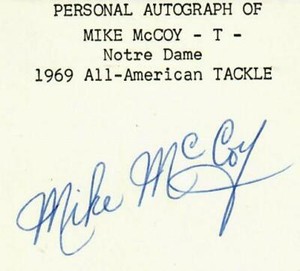 PERSONAL AUTOGRAPH OF
MIKE McCOY - T -
Notre Dame
1969 All-American TACKLE
Mike McCoy